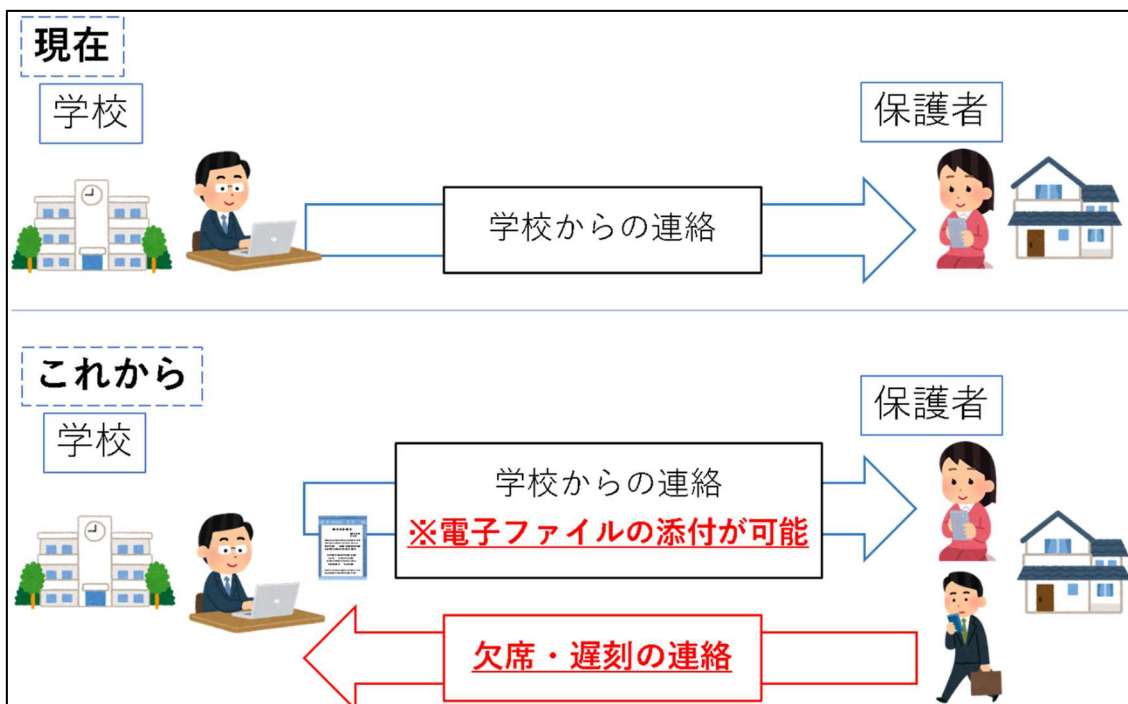 現在
学校
保護者
学校からの連絡
これから
学校
保護者
学校からの連絡
※電子ファイルの添付が可能
欠席・遅刻の連絡